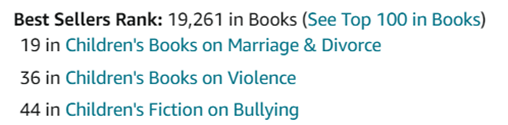 Best Sellers Rank: 19,261 in Books (See Top 100 in Books)
19 in Children's Books on Marriage & Divorce
36 in Children's Books on Violence
44 in Children's Fiction on Bullying